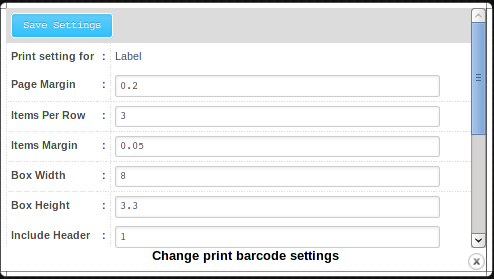 Save Settings
Print setting for : Label
Page Margin : 0.2
Items Per Row : 3
Items Margin : 0.05
Box Width : 8
Box Height : 3.3
Include Header : 1
Change print barcode settings